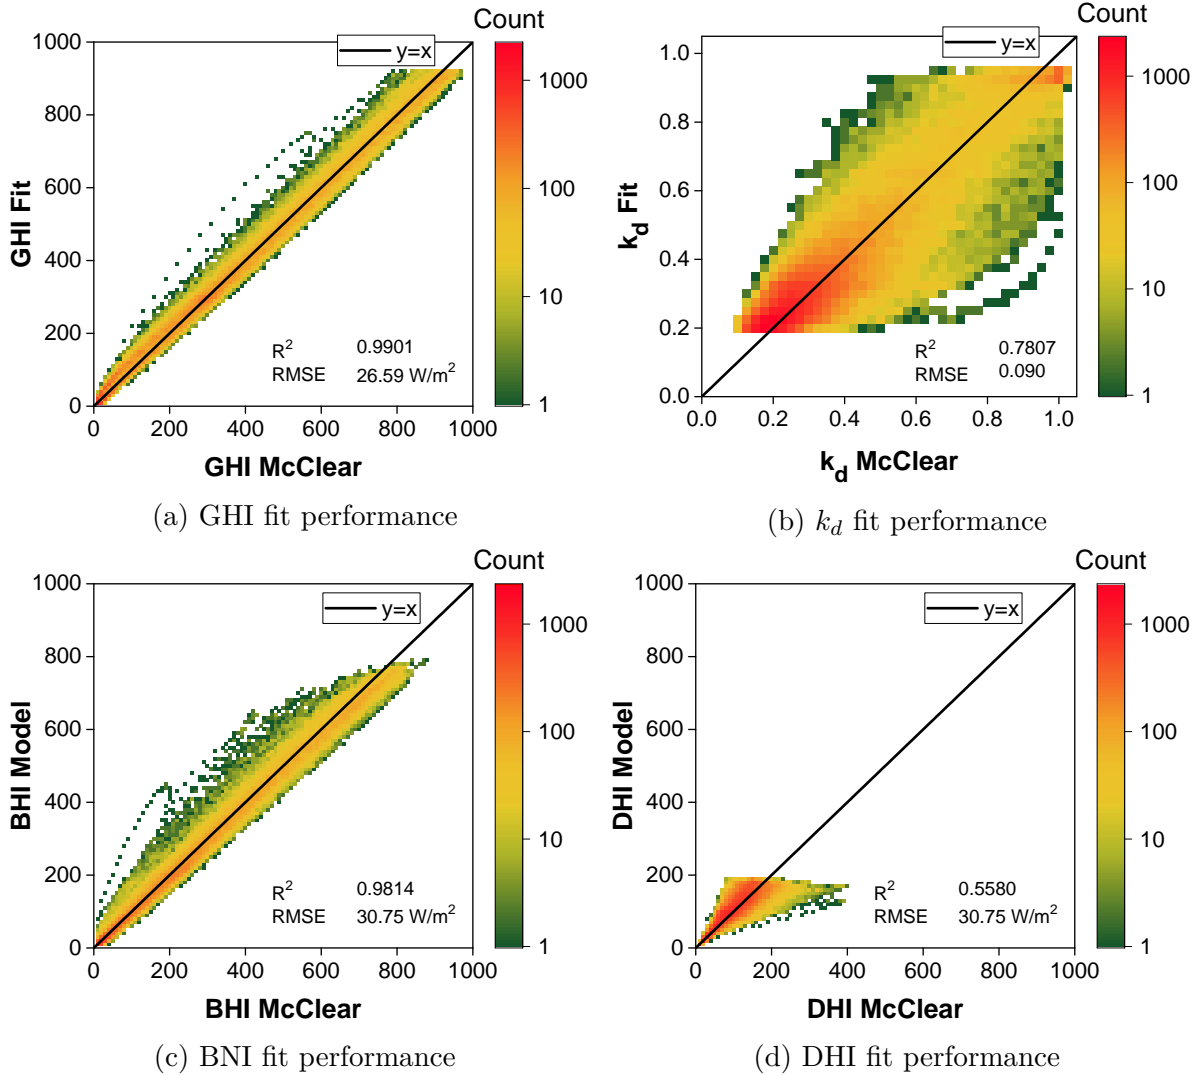 Count
y=x
1000
800
600
400
200
0
GHI Fit
0 200 400 600 800 1000
GHI McClear
R² 0.9901
RMSE 26.59 W/m²
1000
100
10
1
(a) GHI fit performance
Count
y=x
1.0
0.8
0.6
0.4
0.2
0.0
k_d Fit
0.0 0.2 0.4 0.6 0.8 1.0
k_d McClear
R² 0.7807
RMSE 0.090
1000
100
10
1
(b) k_d fit performance
Count
y=x
1000
800
600
400
200
0
BHI Model
0 200 400 600 800 1000
BHI McClear
R² 0.9814
RMSE 30.75 W/m²
1000
100
10
1
(c) BNI fit performance
Count
y=x
1000
800
600
400
200
0
DHI Model
0 200 400 600 800 1000
DHI McClear
R² 0.5580
RMSE 30.75 W/m²
1000
100
10
1
(d) DHI fit performance